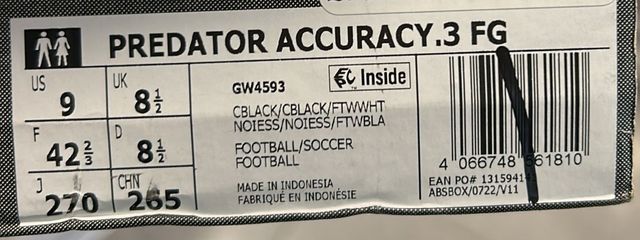 PREDATOR ACCURACY.3 FG
US 9 UK 8½
F 42⅔ D 8½
J 270 CHN 265
GW4593
Inside
CBLACK/CBLACK/FTWWHT
NOIESS/NOIESS/FTWBLA
FOOTBALL/SOCCER
FOOTBALL
MADE IN INDONESIA
FABRIQUÉ EN INDONÉSIE
4 066748 561810
EAN PO# 131594143
ABSBOX/0722/V11